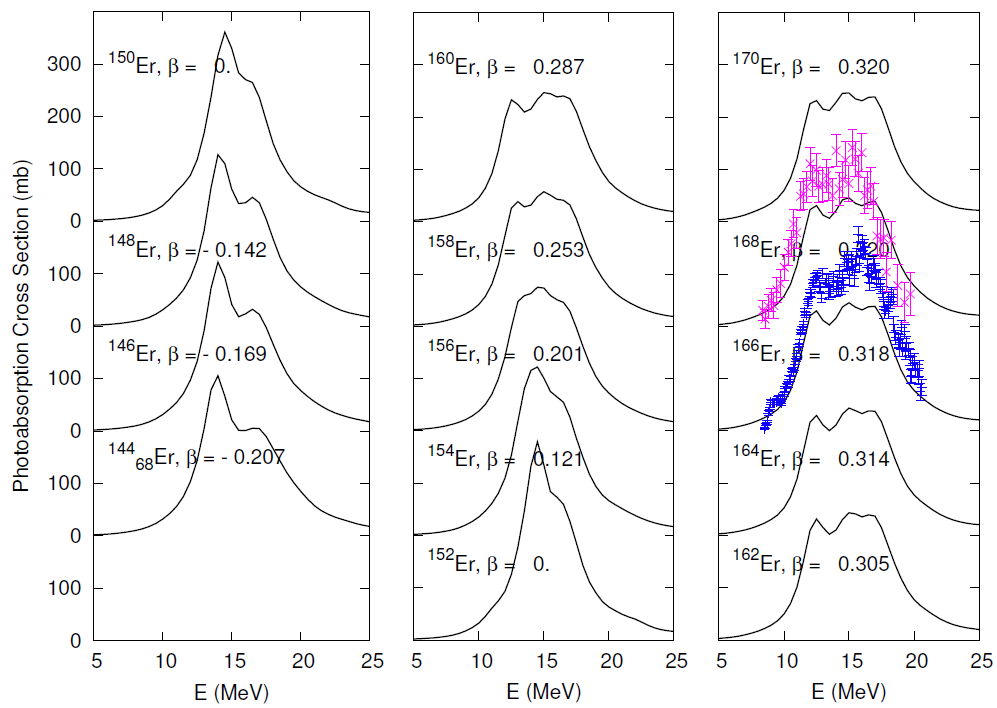 Photoabsorption Cross Section (mb)
300
200
100
0
100
0
100
0
100
0
100
0
¹⁵⁰Er, β = 0.
¹⁴⁸Er, β = - 0.142
¹⁴⁶Er, β = - 0.169
¹⁴⁴₆₈Er, β = - 0.207
5 10 15 20 25
E (MeV)
¹⁶⁰Er, β = 0.287
¹⁵⁸Er, β = 0.253
¹⁵⁶Er, β = 0.201
¹⁵⁴Er, β = 0.121
¹⁵²Er, β = 0.
5 10 15 20 25
E (MeV)
¹⁷⁰Er, β = 0.320
¹⁶⁸Er, β =
¹⁶⁶Er, β = 0.318
¹⁶⁴Er, β = 0.314
¹⁶²Er, β = 0.305
5 10 15 20 25
E (MeV)